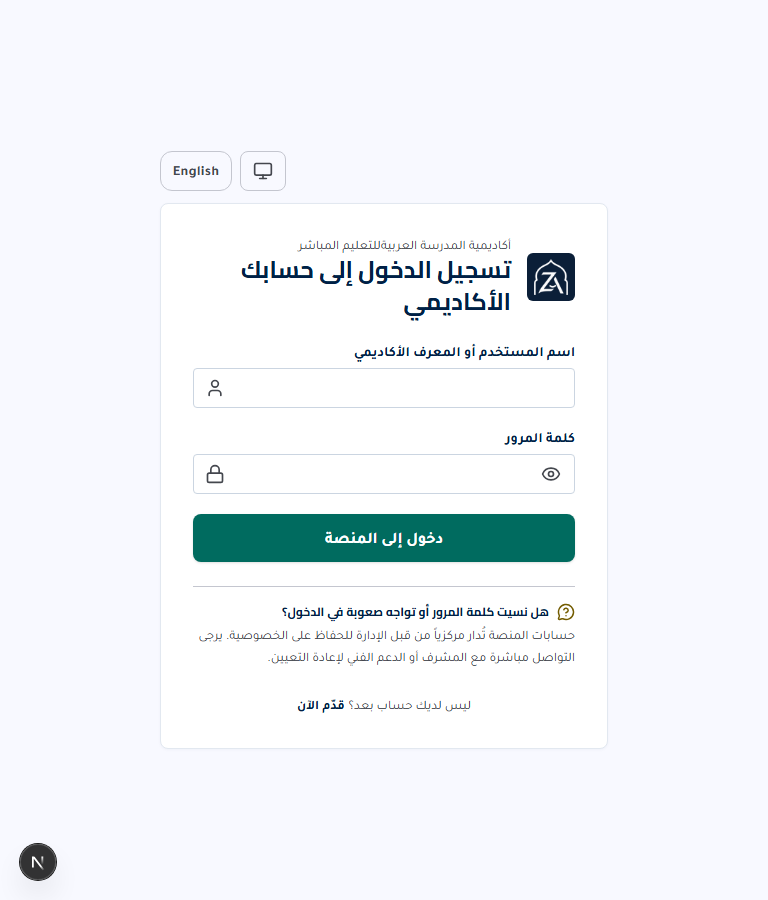 English
أكاديمية المدرسة العربيةللتعليم المباشر
تسجيل الدخول إلى حسابك
الأكاديمي
ZA
اسم المستخدم أو المعرف الأكاديمي
كلمة المرور
دخول إلى المنصة
هل نسيت كلمة المرور أو تواجه صعوبة في الدخول؟
حسابات المنصة تُدار مركزياً من قبل الإدارة للحفاظ على الخصوصية. يرجى
التواصل مباشرة مع المشرف أو الدعم الفني لإعادة التعيين.
ليس لديك حساب بعد؟ قدّم الآن
N